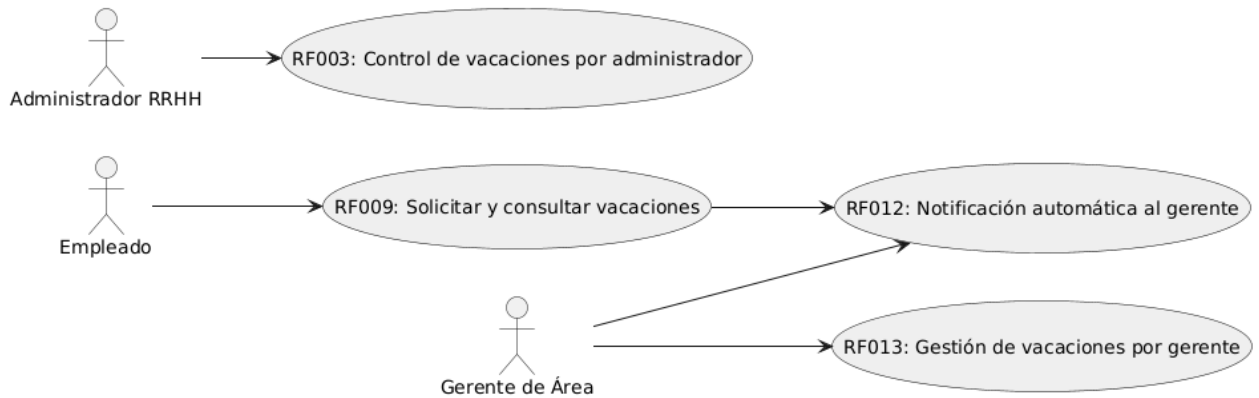 RF003: Control de vacaciones por administrador
Administrador RRHH
RF009: Solicitar y consultar vacaciones
RF012: Notificación automática al gerente
Empleado
RF013: Gestión de vacaciones por gerente
Gerente de Área